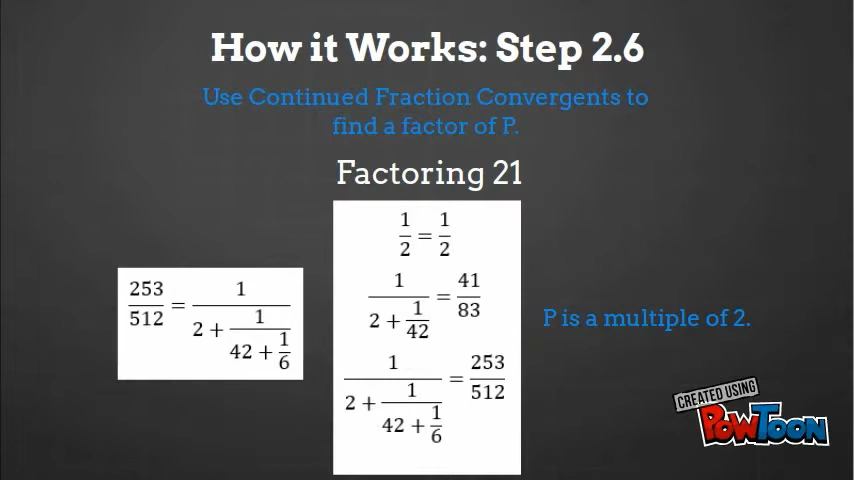 How it Works: Step 2.6
Use Continued Fraction Convergents to
find a factor of P.
Factoring 21
253/512 = 1/(2 + 1/(42 + 1/6))
1/2 = 1/2
1/(2 + 1/42) = 41/83
1/(2 + 1/(42 + 1/6)) = 253/512
P is a multiple of 2.
CREATED USING
POWTOON